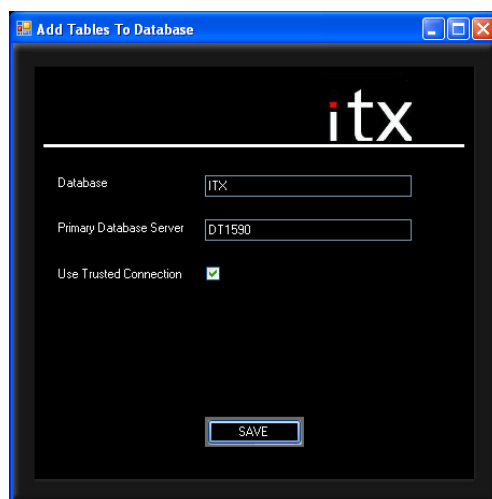 Add Tables To Database
itx
Database ITX
Primary Database Server DT1590
Use Trusted Connection
SAVE